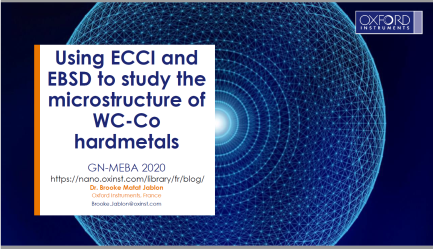 OXFORD
INSTRUMENTS
Using ECCI and
EBSD to study the
microstructure of
WC-Co
hardmetals
GN-MEBA 2020
https://nano.oxinst.com/library/fr/blog/
Dr. Brooke Matat Jablon
Oxford Instruments, France
Brooke.Jablon@oxinst.com